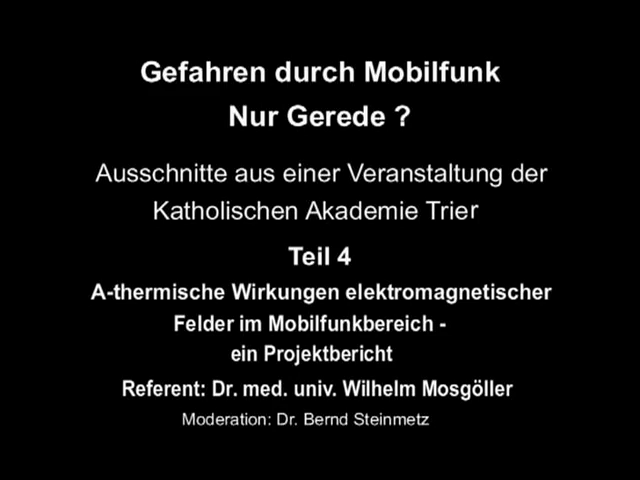 Gefahren durch Mobilfunk
Nur Gerede ?
Ausschnitte aus einer Veranstaltung der
Katholischen Akademie Trier
Teil 4
A-thermische Wirkungen elektromagnetischer
Felder im Mobilfunkbereich -
ein Projektbericht
Referent: Dr. med. univ. Wilhelm Mosgöller
Moderation: Dr. Bernd Steinmetz